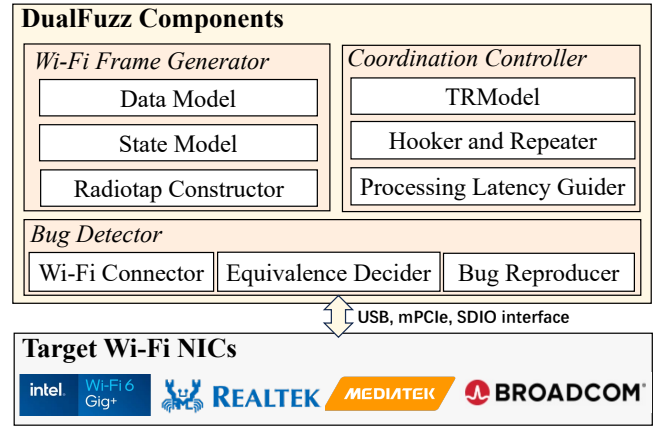 DualFuzz Components
Wi-Fi Frame Generator
Data Model
State Model
Radiotap Constructor
Coordination Controller
TRModel
Hooker and Repeater
Processing Latency Guider
Bug Detector
Wi-Fi Connector
Equivalence Decider
Bug Reproducer
USB, mPCIe, SDIO interface
Target Wi-Fi NICs
intel.
Wi-Fi 6
Gig+
REALTEK
MEDIATEK
BROADCOM